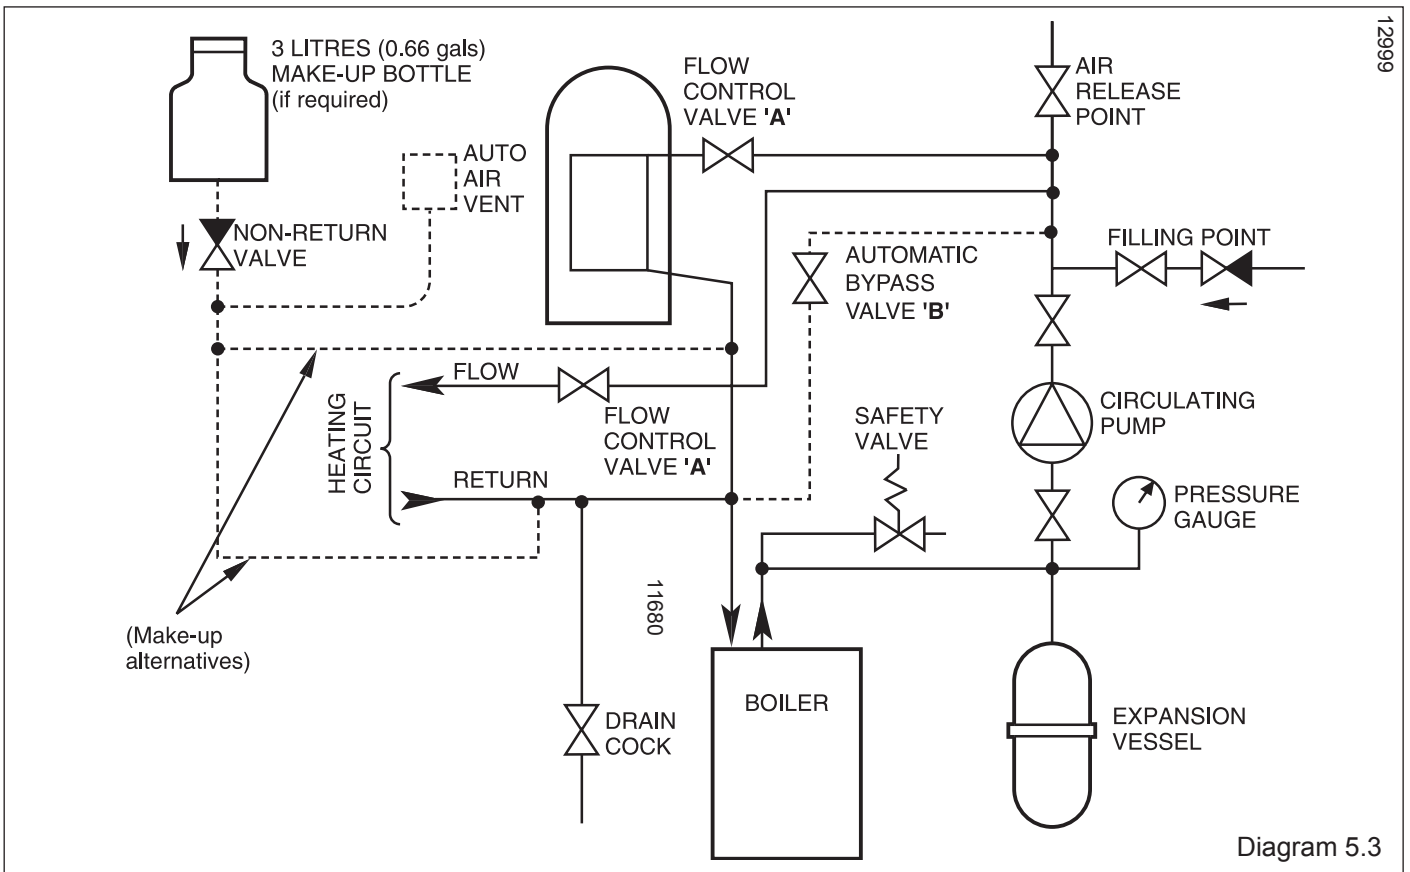 3 LITRES (0.66 gals)
MAKE-UP BOTTLE
(if required)
FLOW
CONTROL
VALVE 'A'
AIR
RELEASE
POINT
12999
AUTO
AIR
VENT
NON-RETURN
VALVE
AUTOMATIC
BYPASS
VALVE 'B'
FILLING POINT
FLOW
HEATING
CIRCUIT
FLOW
CONTROL
VALVE 'A'
RETURN
SAFETY
VALVE
CIRCULATING
PUMP
PRESSURE
GAUGE
11680
(Make-up
alternatives)
DRAIN
COCK
BOILER
EXPANSION
VESSEL
Diagram 5.3